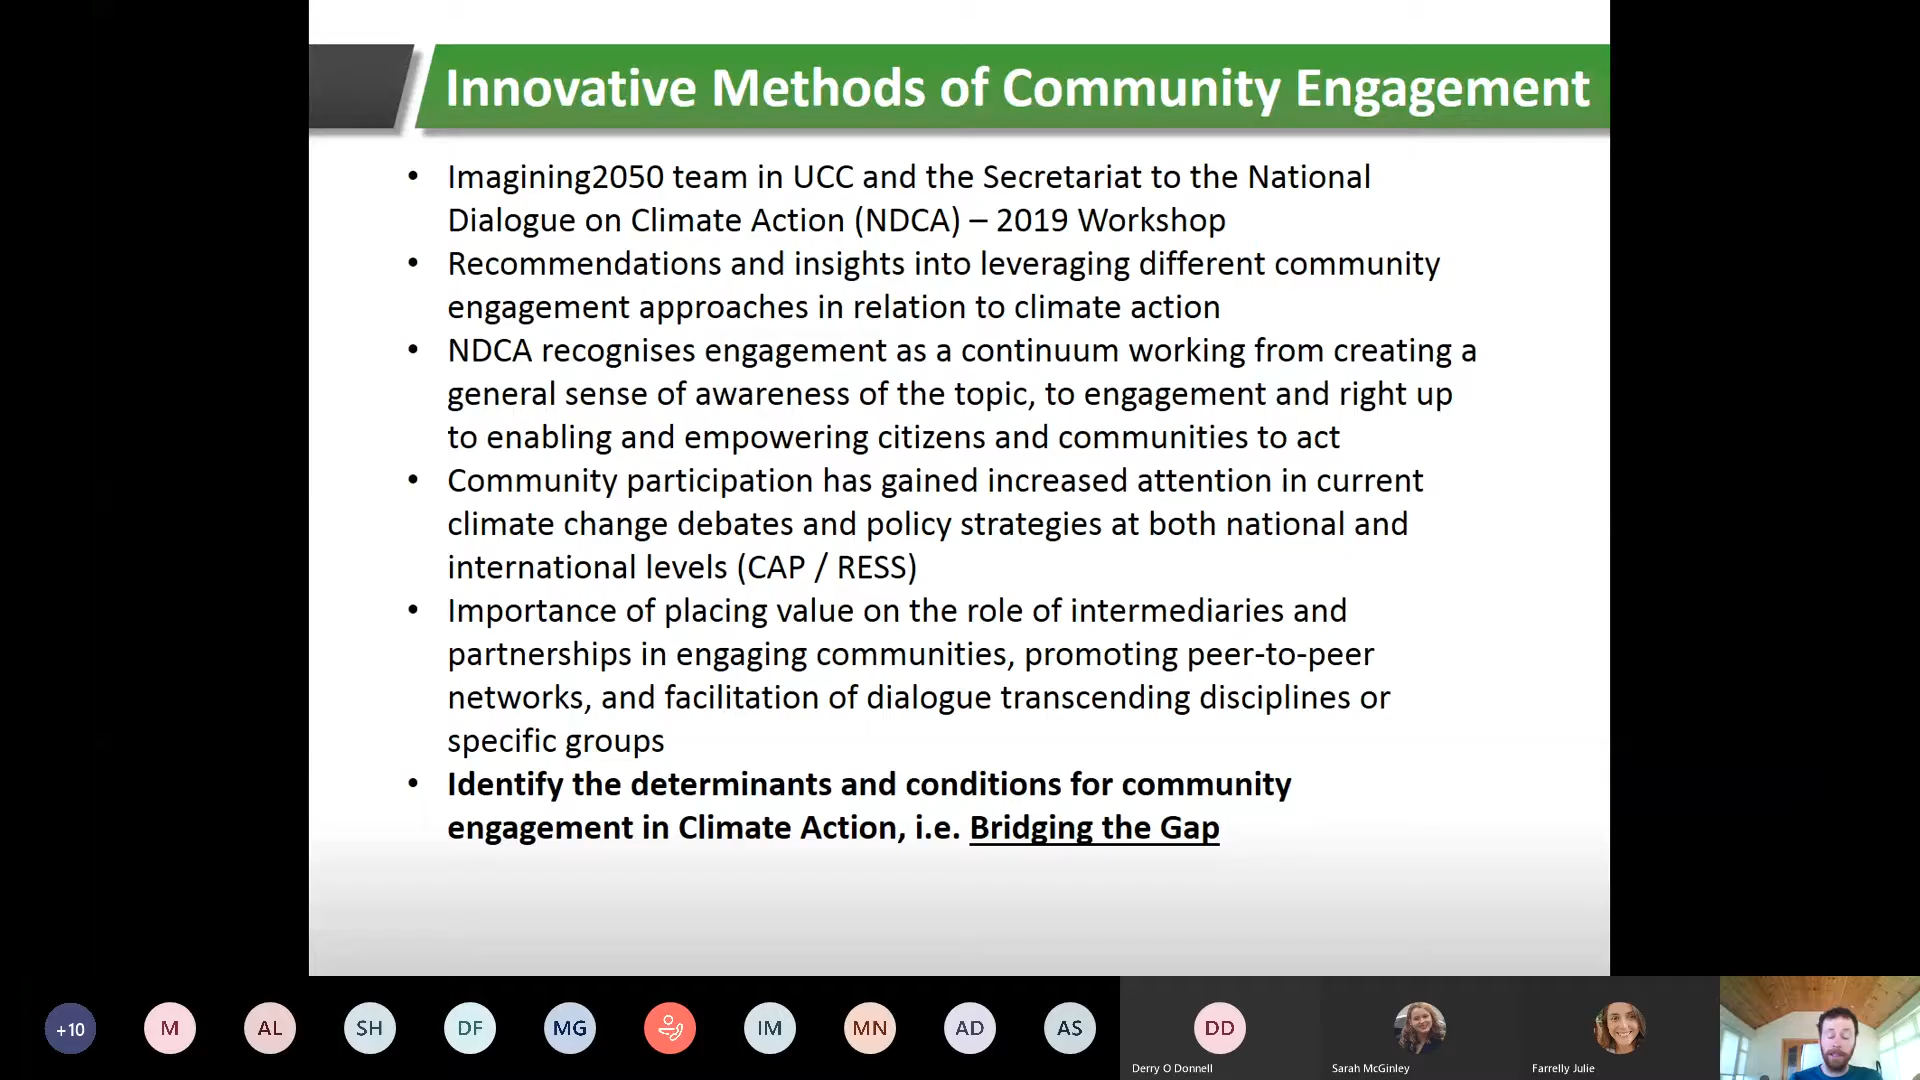 Innovative Methods of Community Engagement
• Imagining2050 team in UCC and the Secretariat to the National
Dialogue on Climate Action (NDCA) – 2019 Workshop
• Recommendations and insights into leveraging different community
engagement approaches in relation to climate action
• NDCA recognises engagement as a continuum working from creating a
general sense of awareness of the topic, to engagement and right up
to enabling and empowering citizens and communities to act
• Community participation has gained increased attention in current
climate change debates and policy strategies at both national and
international levels (CAP / RESS)
• Importance of placing value on the role of intermediaries and
partnerships in engaging communities, promoting peer-to-peer
networks, and facilitation of dialogue transcending disciplines or
specific groups
• Identify the determinants and conditions for community
engagement in Climate Action, i.e. Bridging the Gap
+10 M AL SH DF MG IM MN AD AS DD
Derry O Donnell Sarah McGinley Farrelly Julie